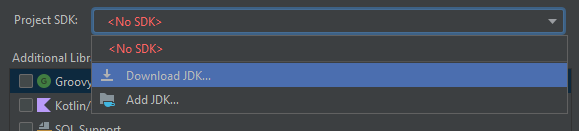 Project SDK: <No SDK>
<No SDK>
Additional Libr
Download JDK...
Groovy
Add JDK...
Kotlin/
SQL Support